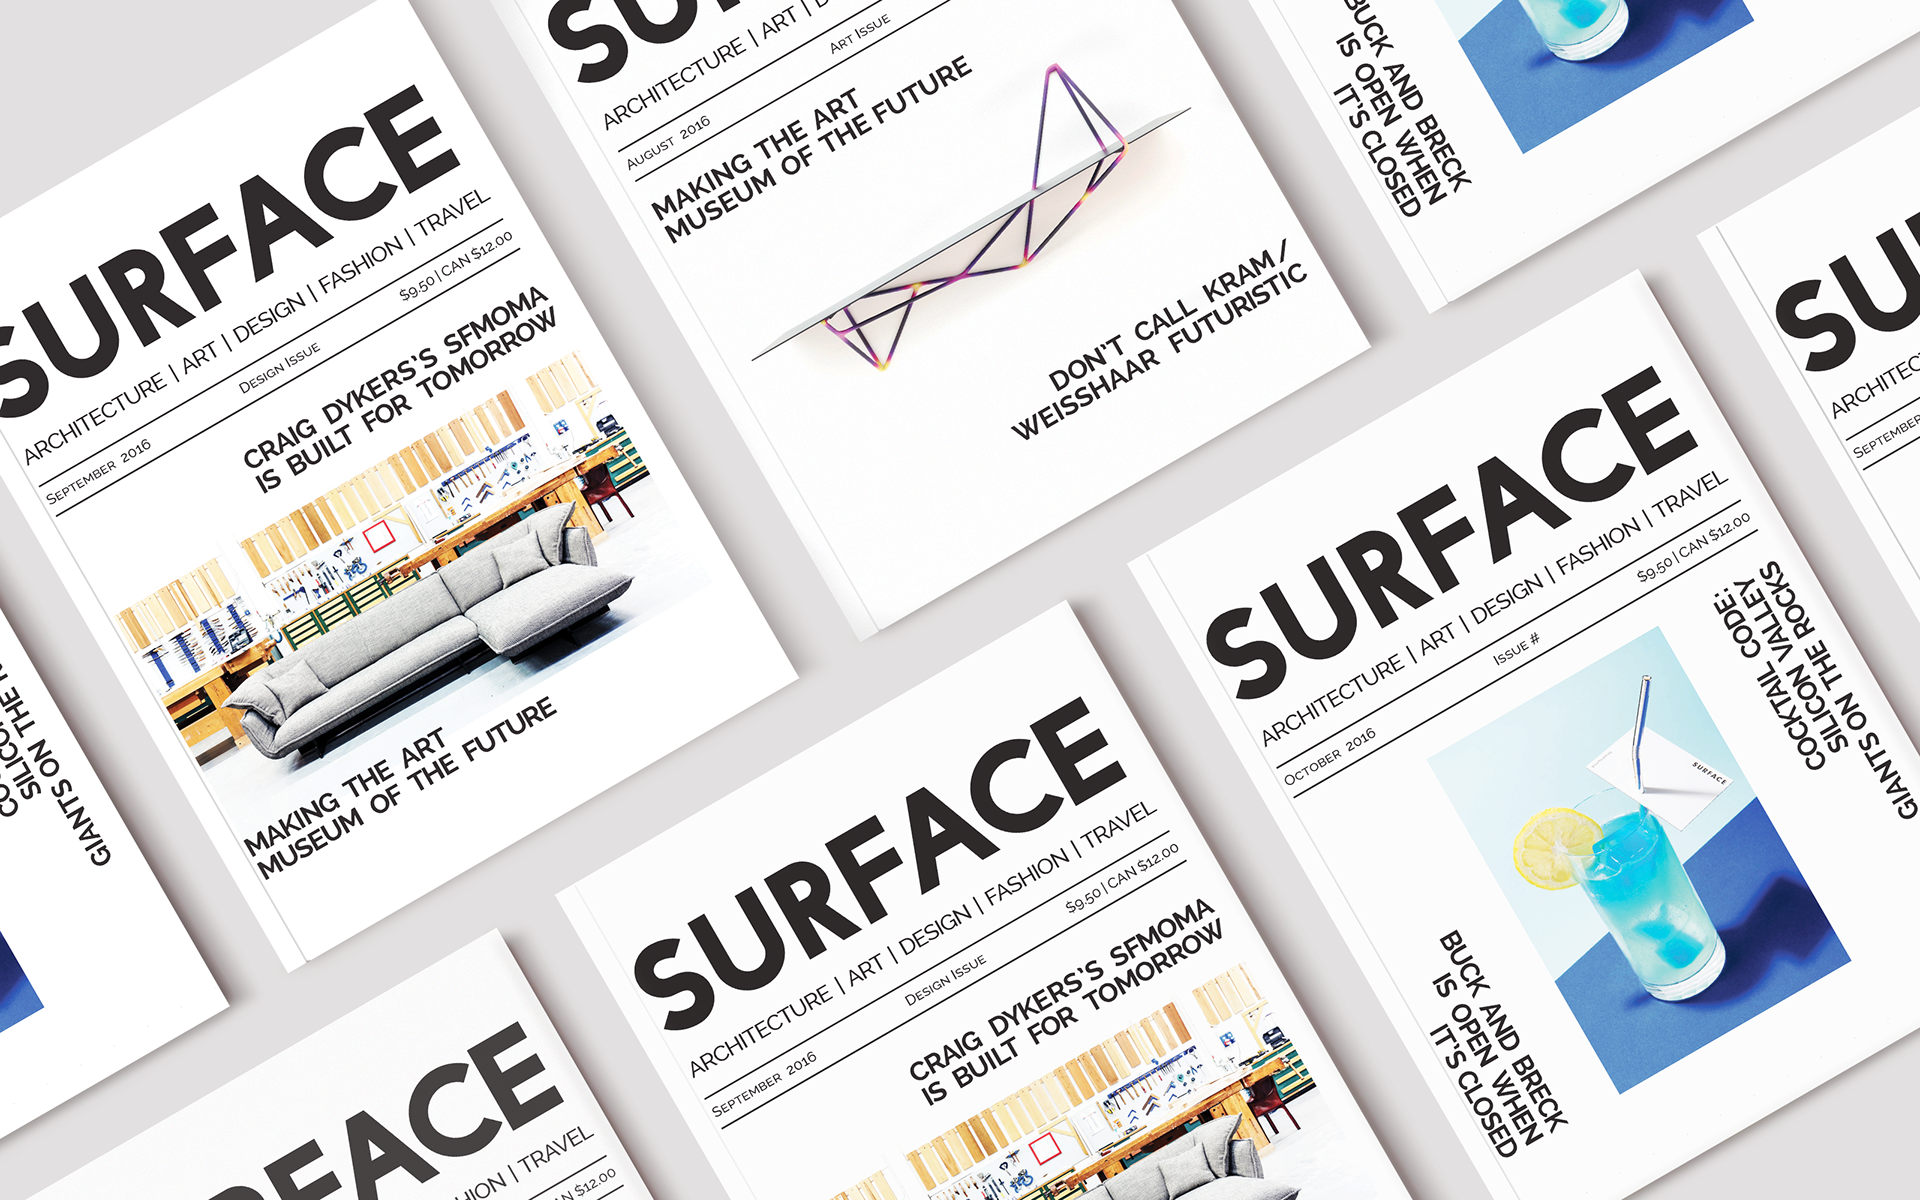 SURFACE
ARCHITECTURE | ART | DESIGN | FASHION | TRAVEL
$9.50 | CAN $12.00
Design Issue
September 2016
CRAIG DYKERS'S SFMOMA
IS BUILT FOR TOMORROW
MAKING THE ART
MUSEUM OF THE FUTURE
ARCHITECTURE | ART |
Art Issue
August 2016
MAKING THE ART
MUSEUM OF THE FUTURE
DON'T CALL KRAM/
WEISSHAAR FUTURISTIC
BUCK AND BRECK
IS OPEN WHEN
IT'S CLOSED
SURFACE
ARCHITECTURE | ART | DESIGN | FASHION | TRAVEL
$9.50 | CAN $12.00
Issue #
October 2016
COCKTAIL CODE:
SILICON VALLEY
GIANTS ON THE ROCKS
SURFACE
BUCK AND BRECK
IS OPEN WHEN
IT'S CLOSED
SURFACE
ARCHITECTURE | ART | DESIGN | FASHION | TRAVEL
$9.50 | CAN $12.00
Design Issue
September 2016
CRAIG DYKERS'S SFMOMA
IS BUILT FOR TOMORROW
GIANTS ON THE
| TRAVEL
$12.00